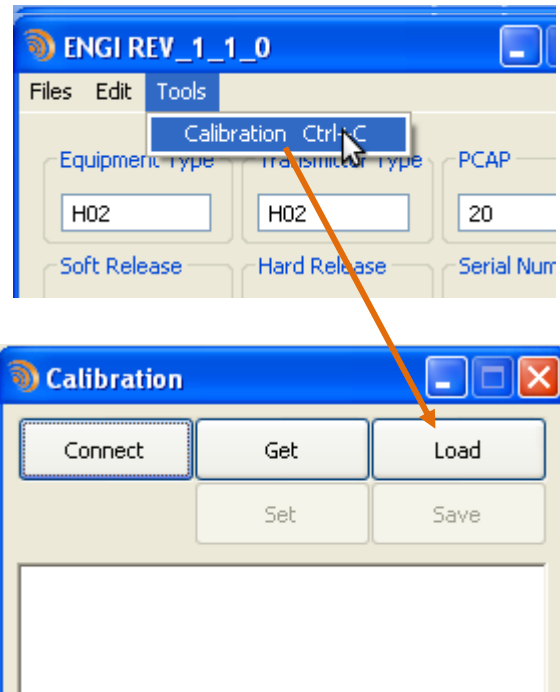 ENGI REV_1_1_0
Files Edit Tools
Calibration Ctrl+C
Equipment Type Transmitter Type PCAP
H02 H02 20
Soft Release Hard Release Serial Num
Calibration
Connect Get Load
Set Save